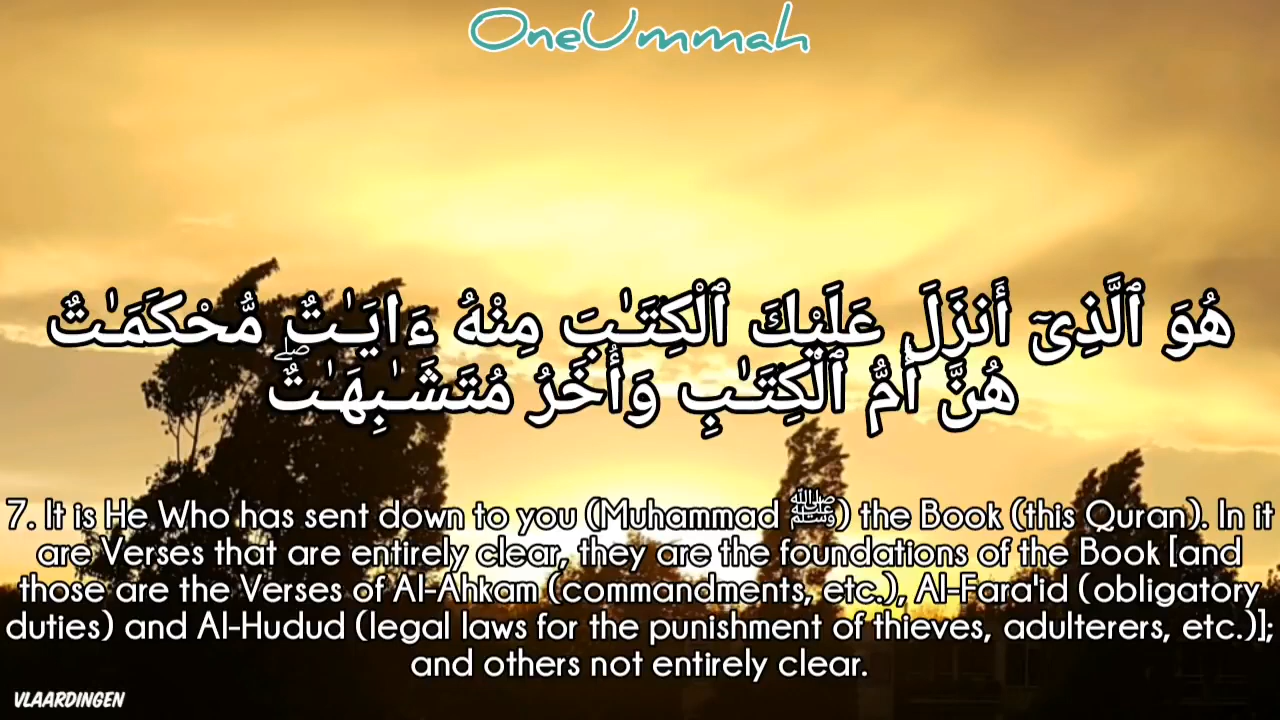 OneUmmah
هُوَ ٱلَّذِىٓ أَنزَلَ عَلَيْكَ ٱلْكِتَـٰبَ مِنْهُ ءَايَـٰتٌ مُّحْكَمَـٰتٌ
هُنَّ أُمُّ ٱلْكِتَـٰبِ وَأُخَرُ مُتَشَـٰبِهَـٰتٌ ۖ
7. It is He Who has sent down to you (Muhammad ﷺ) the Book (this Quran). In it
are Verses that are entirely clear, they are the foundations of the Book [and
those are the Verses of Al-Ahkam (commandments, etc.), Al-Fara'id (obligatory
duties) and Al-Hudud (legal laws for the punishment of thieves, adulterers, etc.)];
and others not entirely clear.
VLAARDINGEN